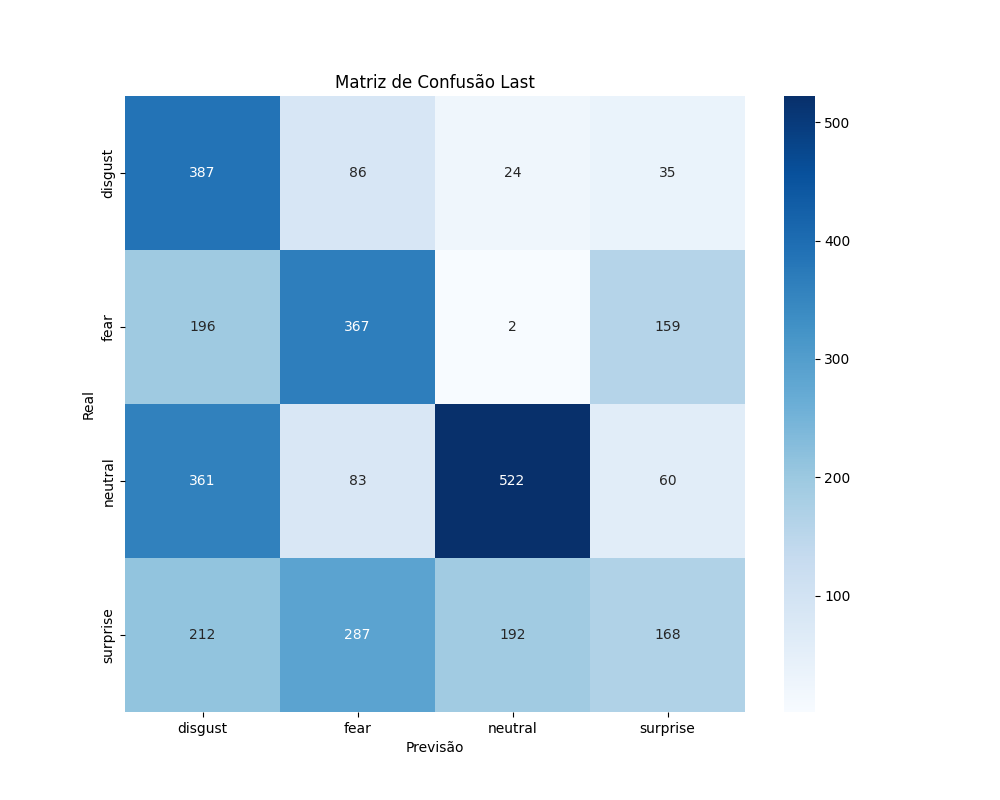 Matriz de Confusão Last
disgust 387 86 24 35
fear 196 367 2 159
neutral 361 83 522 60
surprise 212 287 192 168
disgust fear neutral surprise
Previsão
Real
500
400
300
200
100